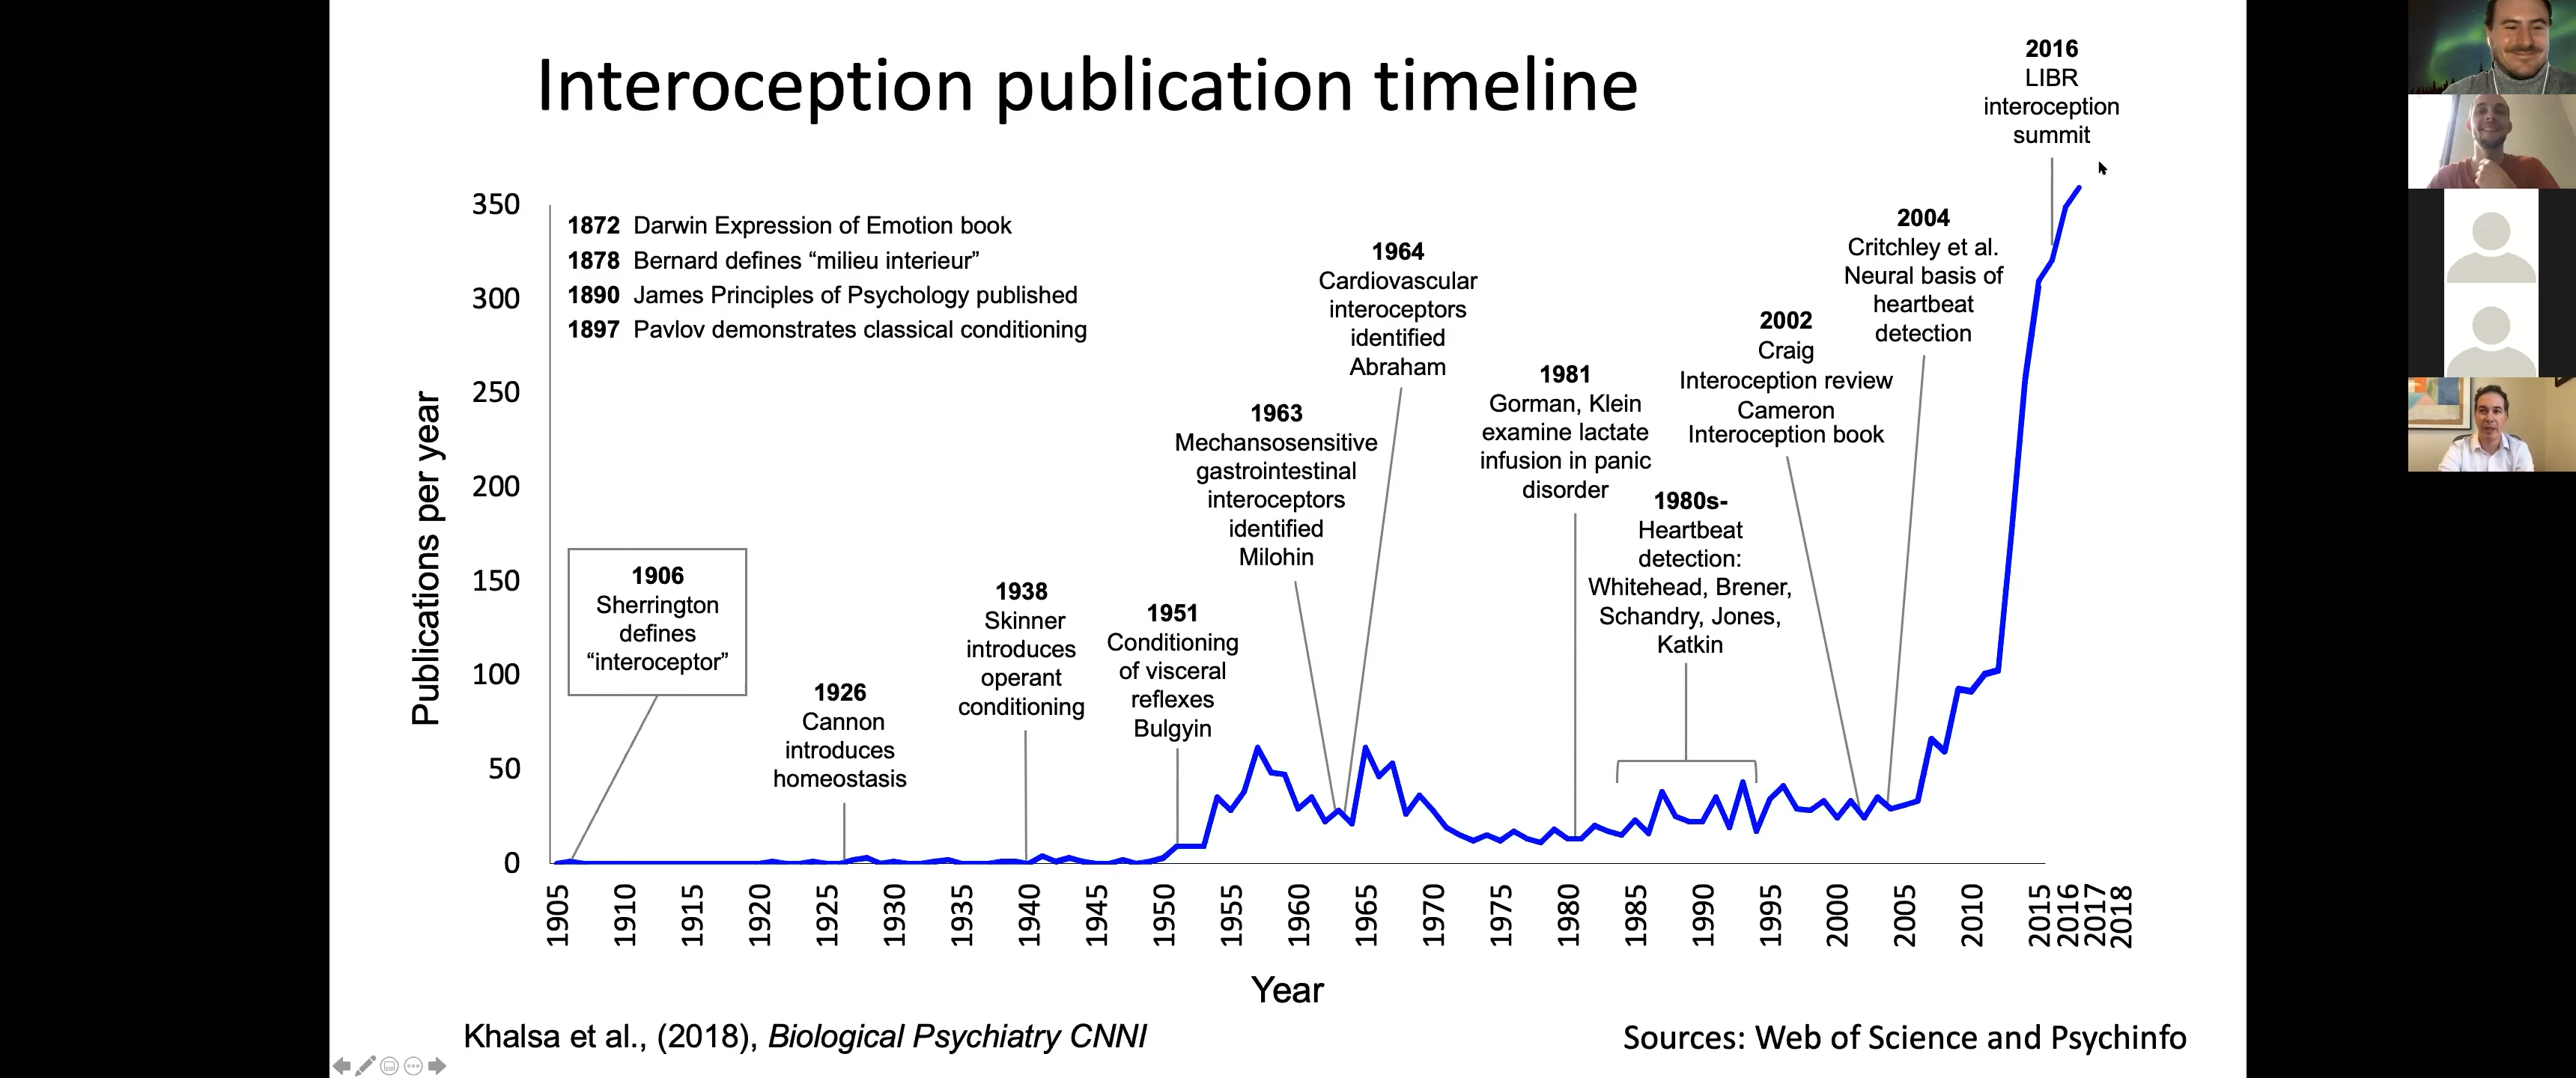 Interoception publication timeline
2016
LIBR
interoception
summit
350
300
250
200
150
100
50
0
Publications per year
1872 Darwin Expression of Emotion book
1878 Bernard defines “milieu interieur”
1890 James Principles of Psychology published
1897 Pavlov demonstrates classical conditioning
1906
Sherrington
defines
“interoceptor”
1926
Cannon
introduces
homeostasis
1938
Skinner
introduces
operant
conditioning
1951
Conditioning
of visceral
reflexes
Bulgyin
1963
Mechansosensitive
gastrointestinal
interoceptors
identified
Milohin
1964
Cardiovascular
interoceptors
identified
Abraham
1981
Gorman, Klein
examine lactate
infusion in panic
disorder
1980s-
Heartbeat
detection:
Whitehead, Brener,
Schandry, Jones,
Katkin
2002
Craig
Interoception review
Cameron
Interoception book
2004
Critchley et al.
Neural basis of
heartbeat
detection
1905
1910
1915
1920
1925
1930
1935
1940
1945
1950
1955
1960
1965
1970
1975
1980
1985
1990
1995
2000
2005
2010
2015
2016
2017
2018
Year
Khalsa et al., (2018), Biological Psychiatry CNNI
Sources: Web of Science and Psychinfo